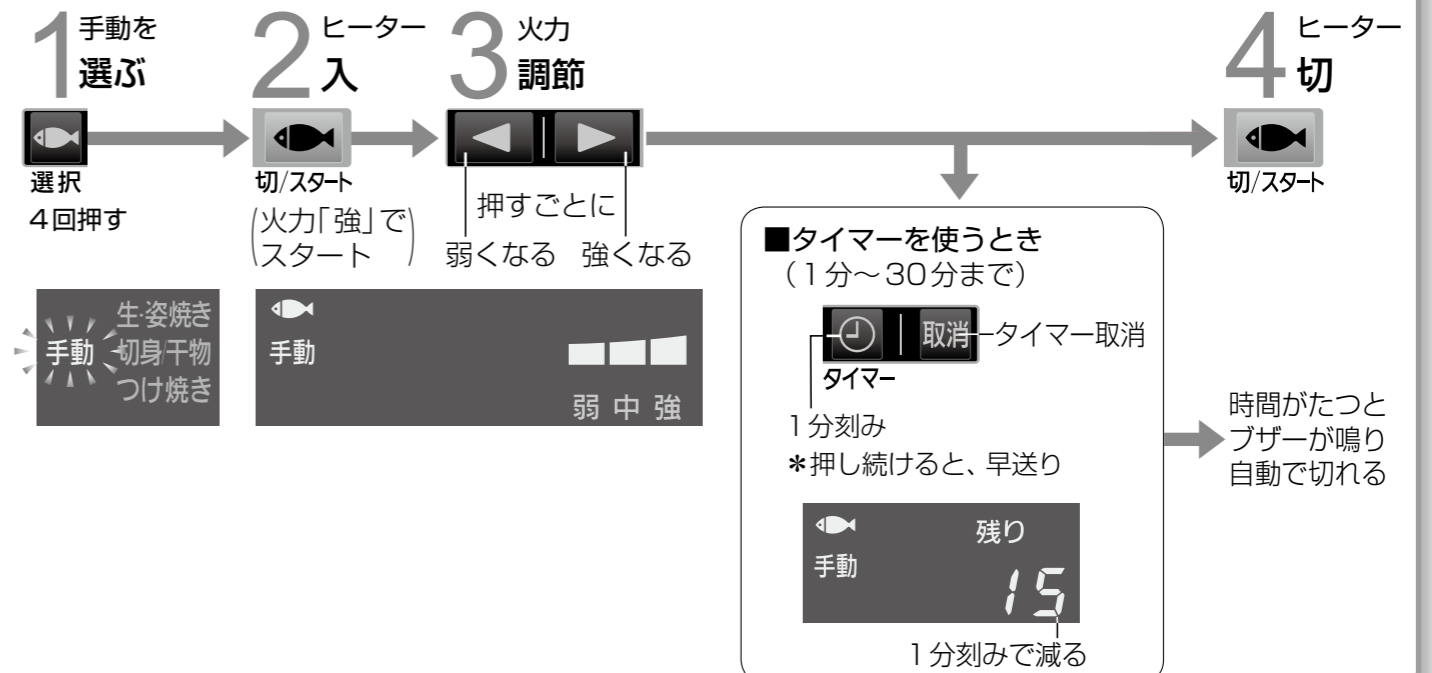 1 手動を
選ぶ
選択
4回押す
手動
生・姿焼き
切身/干物
つけ焼き
2 ヒーター
入
切/スタート
(火力「強」で
スタート)
手動
弱 中 強
3 火力
調節
押すごとに
弱くなる 強くなる
■タイマーを使うとき
（1分〜30分まで）
取消 タイマー取消
タイマー
1分刻み
＊押し続けると、早送り
残り
手動
15
1分刻みで減る
時間がたつと
ブザーが鳴り
自動で切れる
4 ヒーター
切
切/スタート